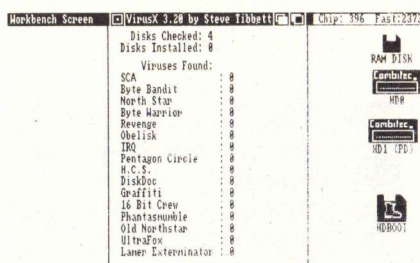 Workbench Screen
VirusX 3.20 by Steve Tibbett
Chip: 396 Fast:237
Disks Checked: 4
Disks Installed: 0
Viruses Found:
SCA : 0
Byte Bandit : 0
North Star : 0
Byte Warrior : 0
Revenge : 0
Obelisk : 0
IRQ : 0
Pentagon Circle : 0
H.C.S. : 0
DiskDoc : 0
Graffiti : 0
16 Bit Crew : 0
Phantasmumble : 0
Old Northstar : 0
UltraFox : 0
Lamer Exterminator : 0
RAM DISK
Combitec
HD0
Combitec
HD1 (PD)
HDBOOT